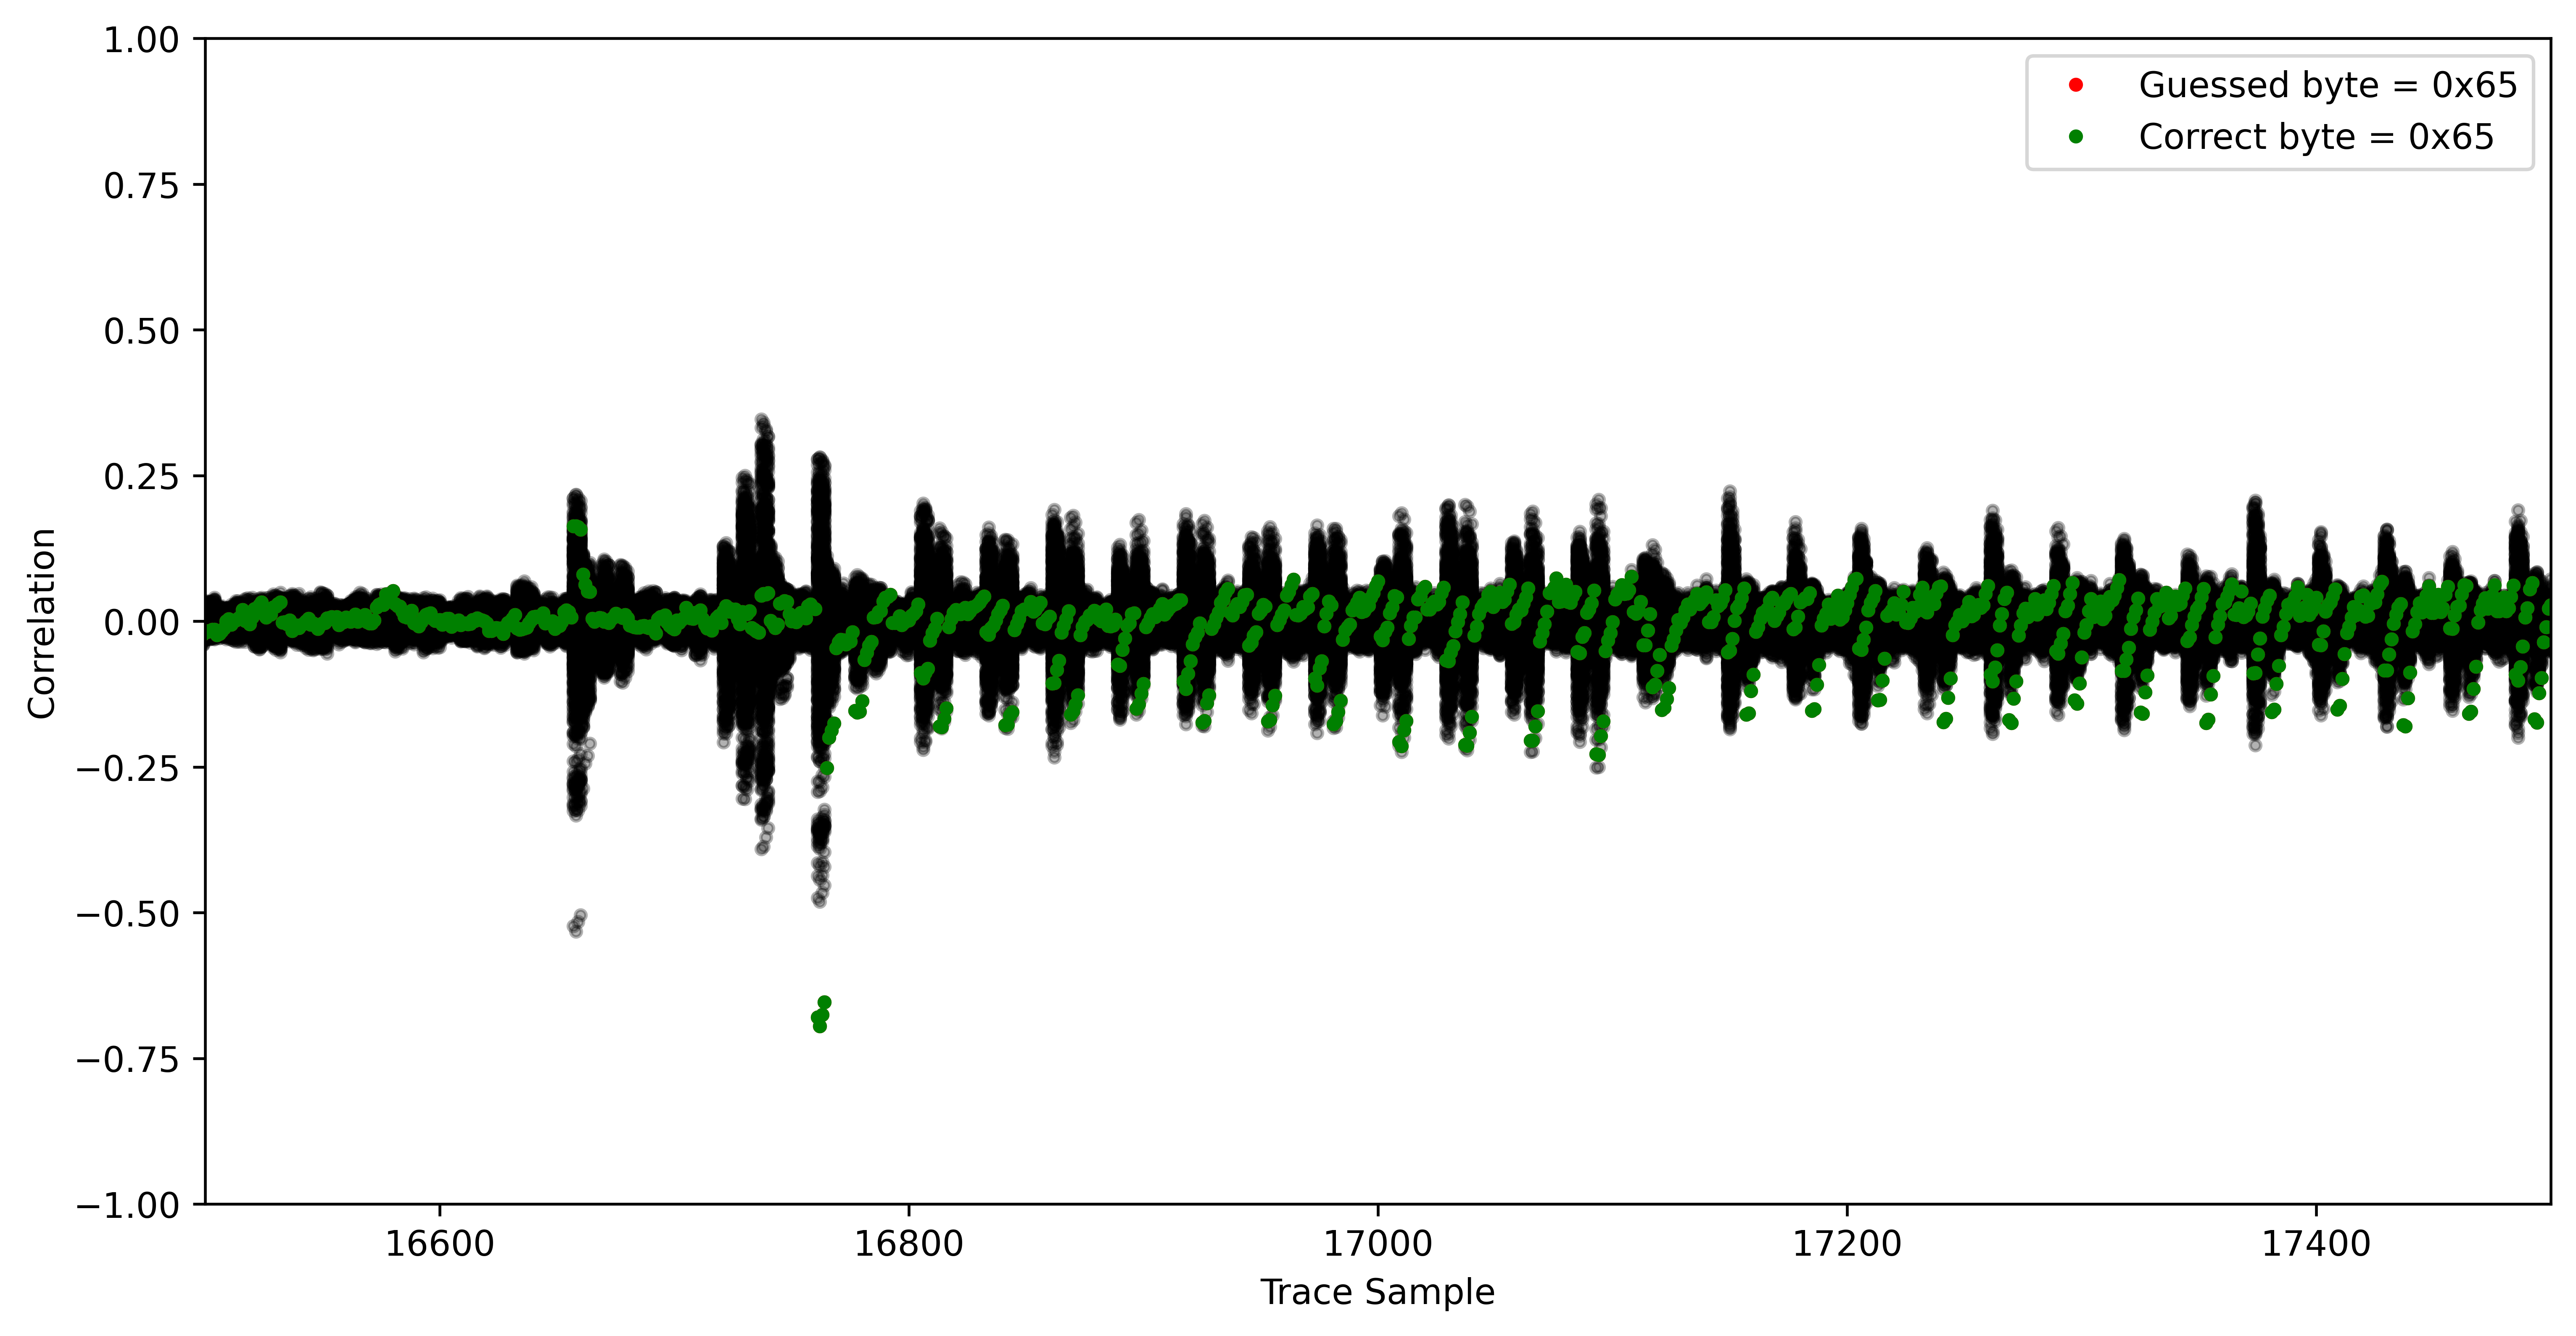 Guessed byte = 0x65
Correct byte = 0x65
1.00
0.75
0.50
0.25
0.00
−0.25
−0.50
−0.75
−1.00
Correlation
16600 16800 17000 17200 17400
Trace Sample